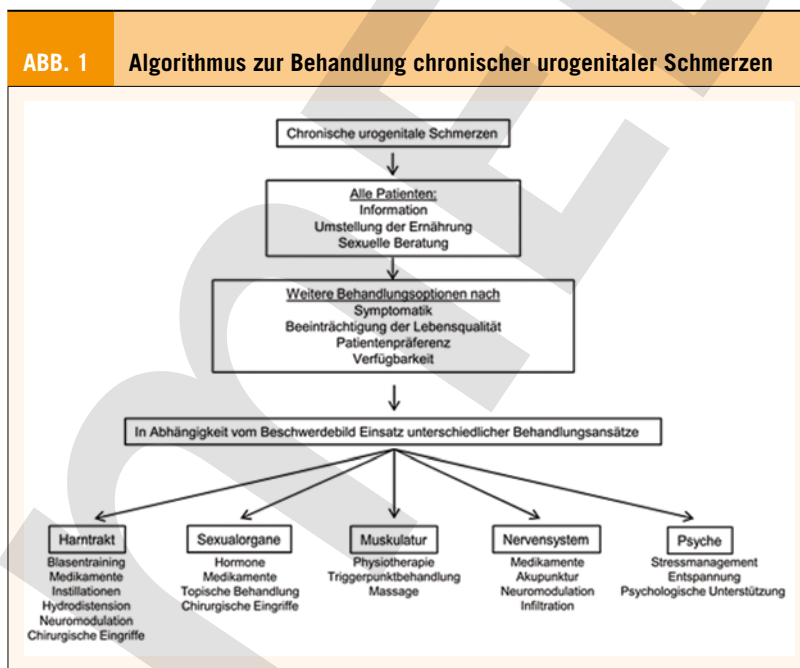 ABB. 1 Algorithmus zur Behandlung chronischer urogenitaler Schmerzen
Chronische urogenitale Schmerzen
Alle Patienten:
Information
Umstellung der Ernährung
Sexuelle Beratung
Weitere Behandlungsoptionen nach
Symptomatik
Beeinträchtigung der Lebensqualität
Patientenpräferenz
Verfügbarkeit
In Abhängigkeit vom Beschwerdebild Einsatz unterschiedlicher Behandlungsansätze
Harntrakt
Blasentraining
Medikamente
Instillationen
Hydrodistension
Neuromodulation
Chirurgische Eingriffe
Sexualorgane
Hormone
Medikamente
Topische Behandlung
Chirurgische Eingriffe
Muskulatur
Physiotherapie
Triggerpunktbehandlung
Massage
Nervensystem
Medikamente
Akupunktur
Neuromodulation
Infiltration
Psyche
Stressmanagement
Entspannung
Psychologische Unterstützung